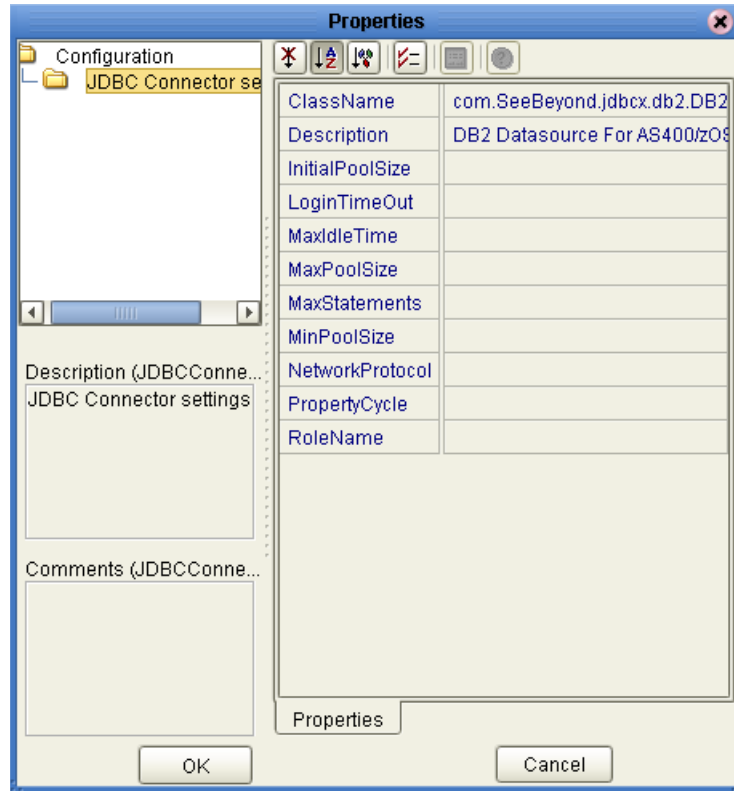 Properties
Configuration
JDBC Connector se
ClassName com.SeeBeyond.jdbcx.db2.DB2
Description DB2 Datasource For AS400/zOS
InitialPoolSize
LoginTimeOut
MaxIdleTime
MaxPoolSize
MaxStatements
MinPoolSize
NetworkProtocol
PropertyCycle
RoleName
Description (JDBCConne...
JDBC Connector settings
Comments (JDBCConne...
Properties
OK
Cancel